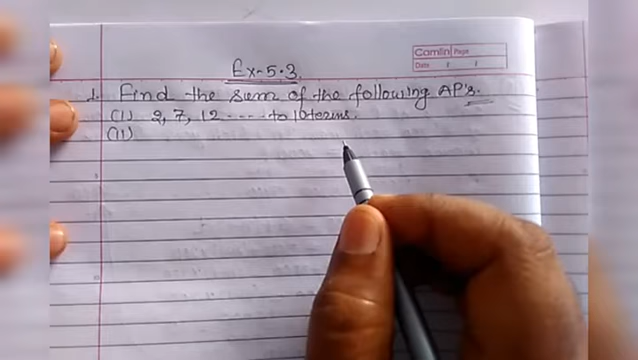 Camlin Page
Date / /
Ex-5.3
1. Find the sum of the following AP's.
(i) 2, 7, 12 ..... to 10 terms.
(ii)